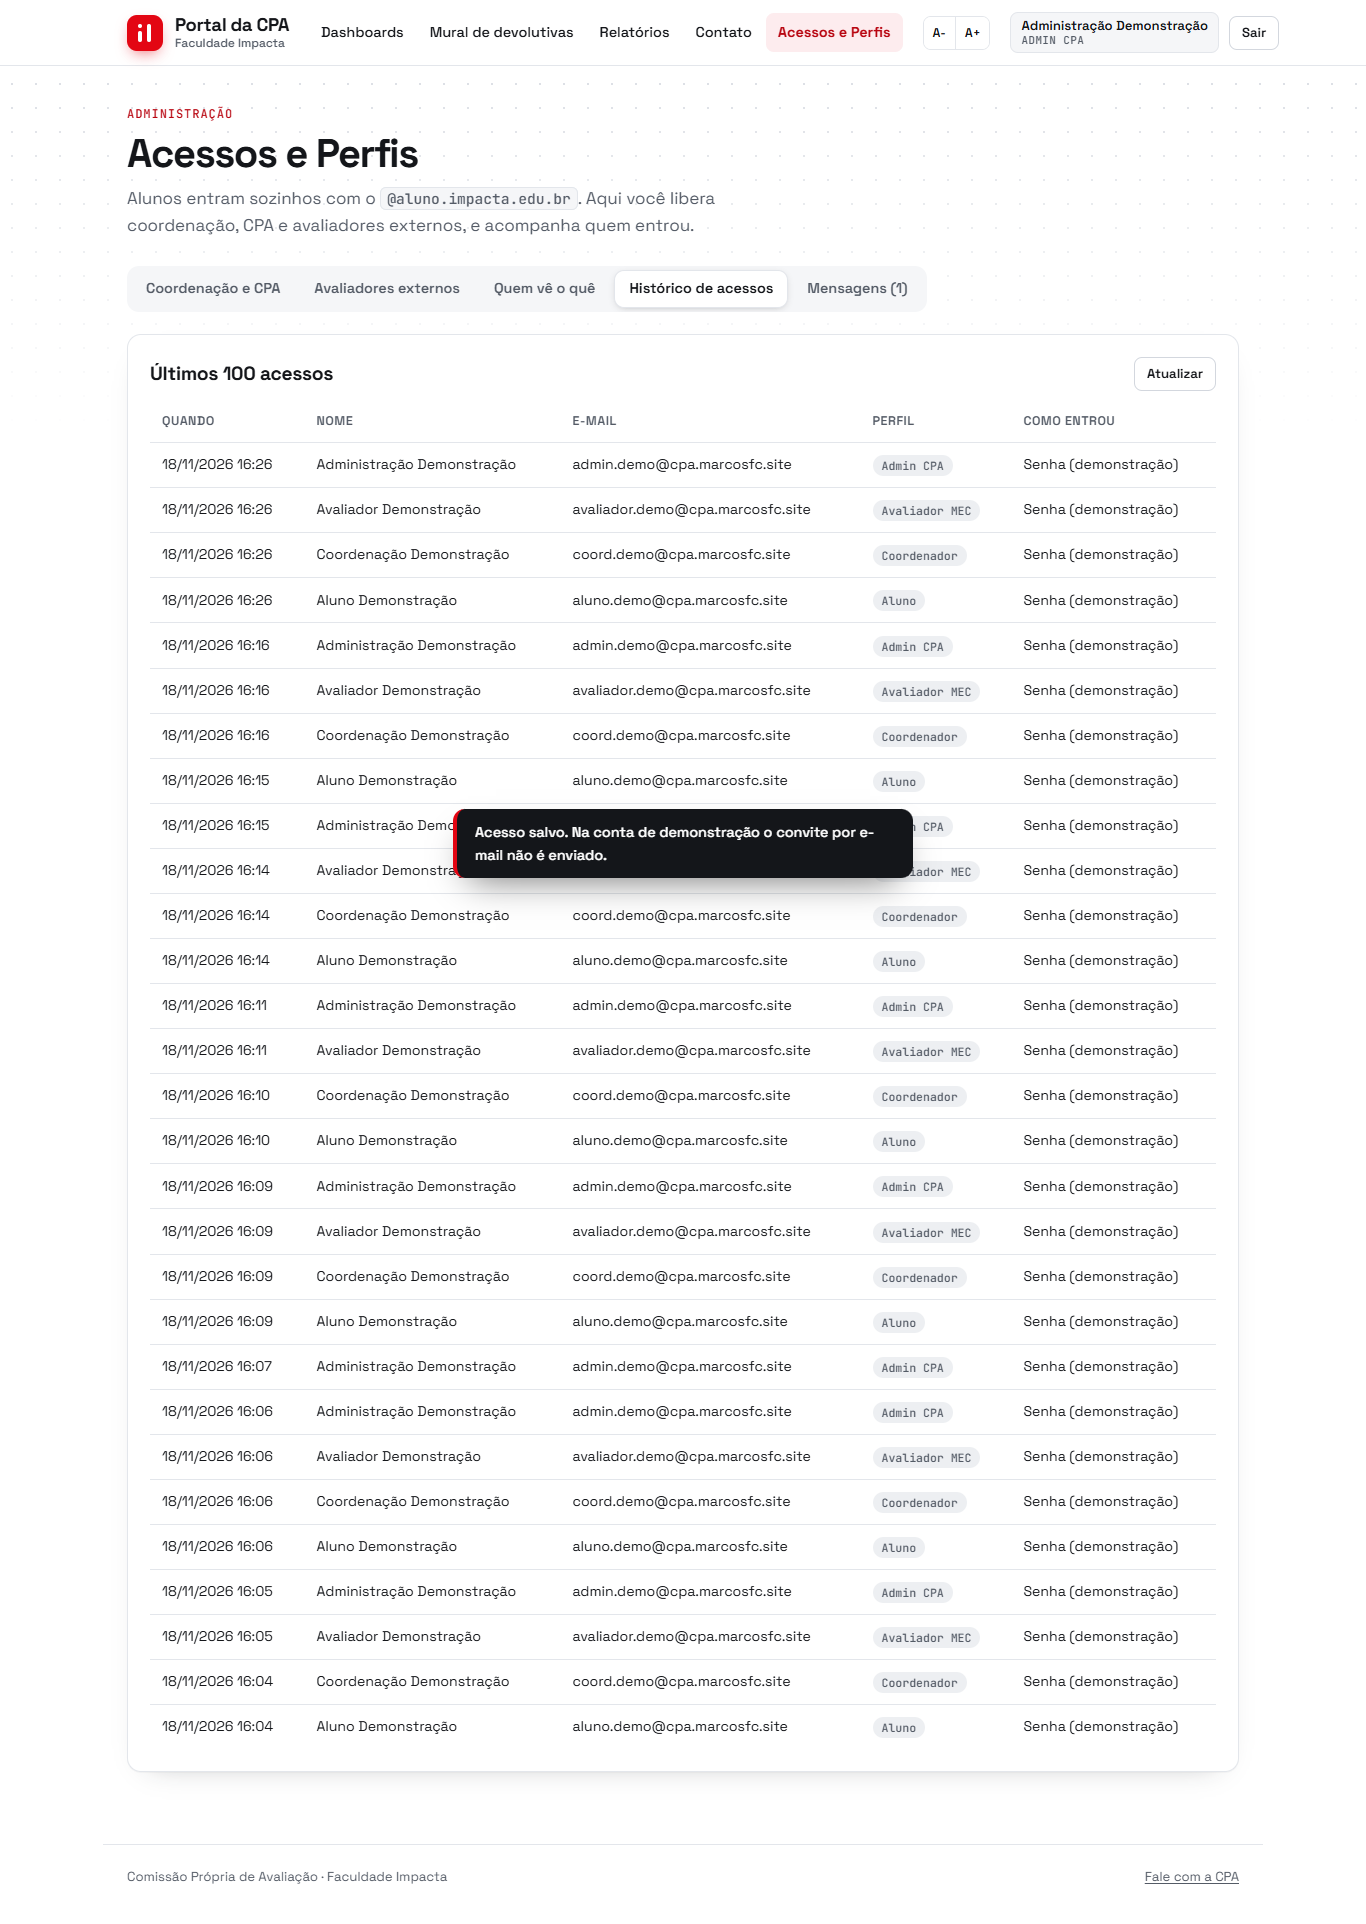 Portal da CPA
Faculdade Impacta
Dashboards
Mural de devolutivas
Relatórios
Contato
Acessos e Perfis
A-
A+
Administração Demonstração
ADMIN CPA
Sair
ADMINISTRAÇÃO
Acessos e Perfis
Alunos entram sozinhos com o @aluno.impacta.edu.br. Aqui você libera
coordenação, CPA e avaliadores externos, e acompanha quem entrou.
Coordenação e CPA
Avaliadores externos
Quem vê o quê
Histórico de acessos
Mensagens (1)
Últimos 100 acessos
Atualizar
QUANDO NOME E-MAIL PERFIL COMO ENTROU
18/11/2026 16:26 Administração Demonstração admin.demo@cpa.marcosfc.site Admin CPA Senha (demonstração)
18/11/2026 16:26 Avaliador Demonstração avaliador.demo@cpa.marcosfc.site Avaliador MEC Senha (demonstração)
18/11/2026 16:26 Coordenação Demonstração coord.demo@cpa.marcosfc.site Coordenador Senha (demonstração)
18/11/2026 16:26 Aluno Demonstração aluno.demo@cpa.marcosfc.site Aluno Senha (demonstração)
18/11/2026 16:16 Administração Demonstração admin.demo@cpa.marcosfc.site Admin CPA Senha (demonstração)
18/11/2026 16:16 Avaliador Demonstração avaliador.demo@cpa.marcosfc.site Avaliador MEC Senha (demonstração)
18/11/2026 16:16 Coordenação Demonstração coord.demo@cpa.marcosfc.site Coordenador Senha (demonstração)
18/11/2026 16:15 Aluno Demonstração aluno.demo@cpa.marcosfc.site Aluno Senha (demonstração)
18/11/2026 16:15 Administração CPA Senha (demonstração)
Acesso salvo. Na conta de demonstração o convite por e-
mail não é enviado.
18/11/2026 16:14 Avaliador MEC Senha (demonstração)
18/11/2026 16:14 Coordenação Demonstração coord.demo@cpa.marcosfc.site Coordenador Senha (demonstração)
18/11/2026 16:14 Aluno Demonstração aluno.demo@cpa.marcosfc.site Aluno Senha (demonstração)
18/11/2026 16:11 Administração Demonstração admin.demo@cpa.marcosfc.site Admin CPA Senha (demonstração)
18/11/2026 16:11 Avaliador Demonstração avaliador.demo@cpa.marcosfc.site Avaliador MEC Senha (demonstração)
18/11/2026 16:10 Coordenação Demonstração coord.demo@cpa.marcosfc.site Coordenador Senha (demonstração)
18/11/2026 16:10 Aluno Demonstração aluno.demo@cpa.marcosfc.site Aluno Senha (demonstração)
18/11/2026 16:09 Administração Demonstração admin.demo@cpa.marcosfc.site Admin CPA Senha (demonstração)
18/11/2026 16:09 Avaliador Demonstração avaliador.demo@cpa.marcosfc.site Avaliador MEC Senha (demonstração)
18/11/2026 16:09 Coordenação Demonstração coord.demo@cpa.marcosfc.site Coordenador Senha (demonstração)
18/11/2026 16:09 Aluno Demonstração aluno.demo@cpa.marcosfc.site Aluno Senha (demonstração)
18/11/2026 16:07 Administração Demonstração admin.demo@cpa.marcosfc.site Admin CPA Senha (demonstração)
18/11/2026 16:06 Administração Demonstração admin.demo@cpa.marcosfc.site Admin CPA Senha (demonstração)
18/11/2026 16:06 Avaliador Demonstração avaliador.demo@cpa.marcosfc.site Avaliador MEC Senha (demonstração)
18/11/2026 16:06 Coordenação Demonstração coord.demo@cpa.marcosfc.site Coordenador Senha (demonstração)
18/11/2026 16:06 Aluno Demonstração aluno.demo@cpa.marcosfc.site Aluno Senha (demonstração)
18/11/2026 16:05 Administração Demonstração admin.demo@cpa.marcosfc.site Admin CPA Senha (demonstração)
18/11/2026 16:05 Avaliador Demonstração avaliador.demo@cpa.marcosfc.site Avaliador MEC Senha (demonstração)
18/11/2026 16:04 Coordenação Demonstração coord.demo@cpa.marcosfc.site Coordenador Senha (demonstração)
18/11/2026 16:04 Aluno Demonstração aluno.demo@cpa.marcosfc.site Aluno Senha (demonstração)
Comissão Própria de Avaliação · Faculdade Impacta
Fale com a CPA